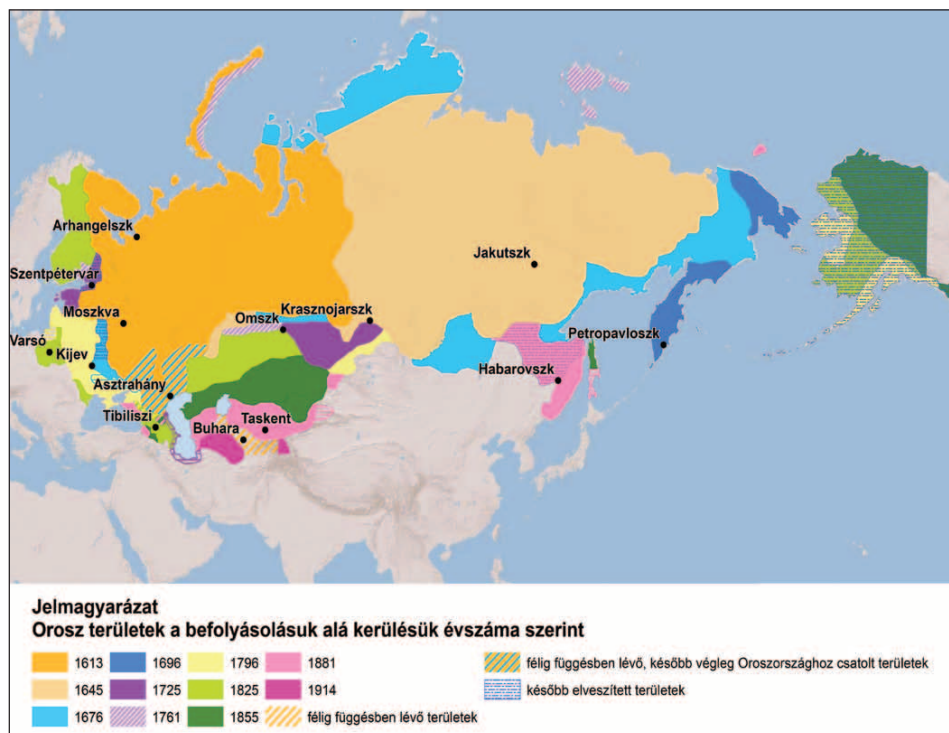 Arhangelszk
Szentpétervár
Moszkva
Varsó
Kijev
Asztrahány
Tibiliszi
Buhara
Taskent
Omszk
Krasznojarszk
Jakutszk
Petropavloszk
Habarovszk
Jelmagyarázat
Orosz területek a befolyásolásuk alá kerülésük évszáma szerint
1613 1696 1796 1881 félig függésben lévő, később végleg Oroszországhoz csatolt területek
1645 1725 1825 1914 később elveszített területek
1676 1761 1855 félig függésben lévő területek